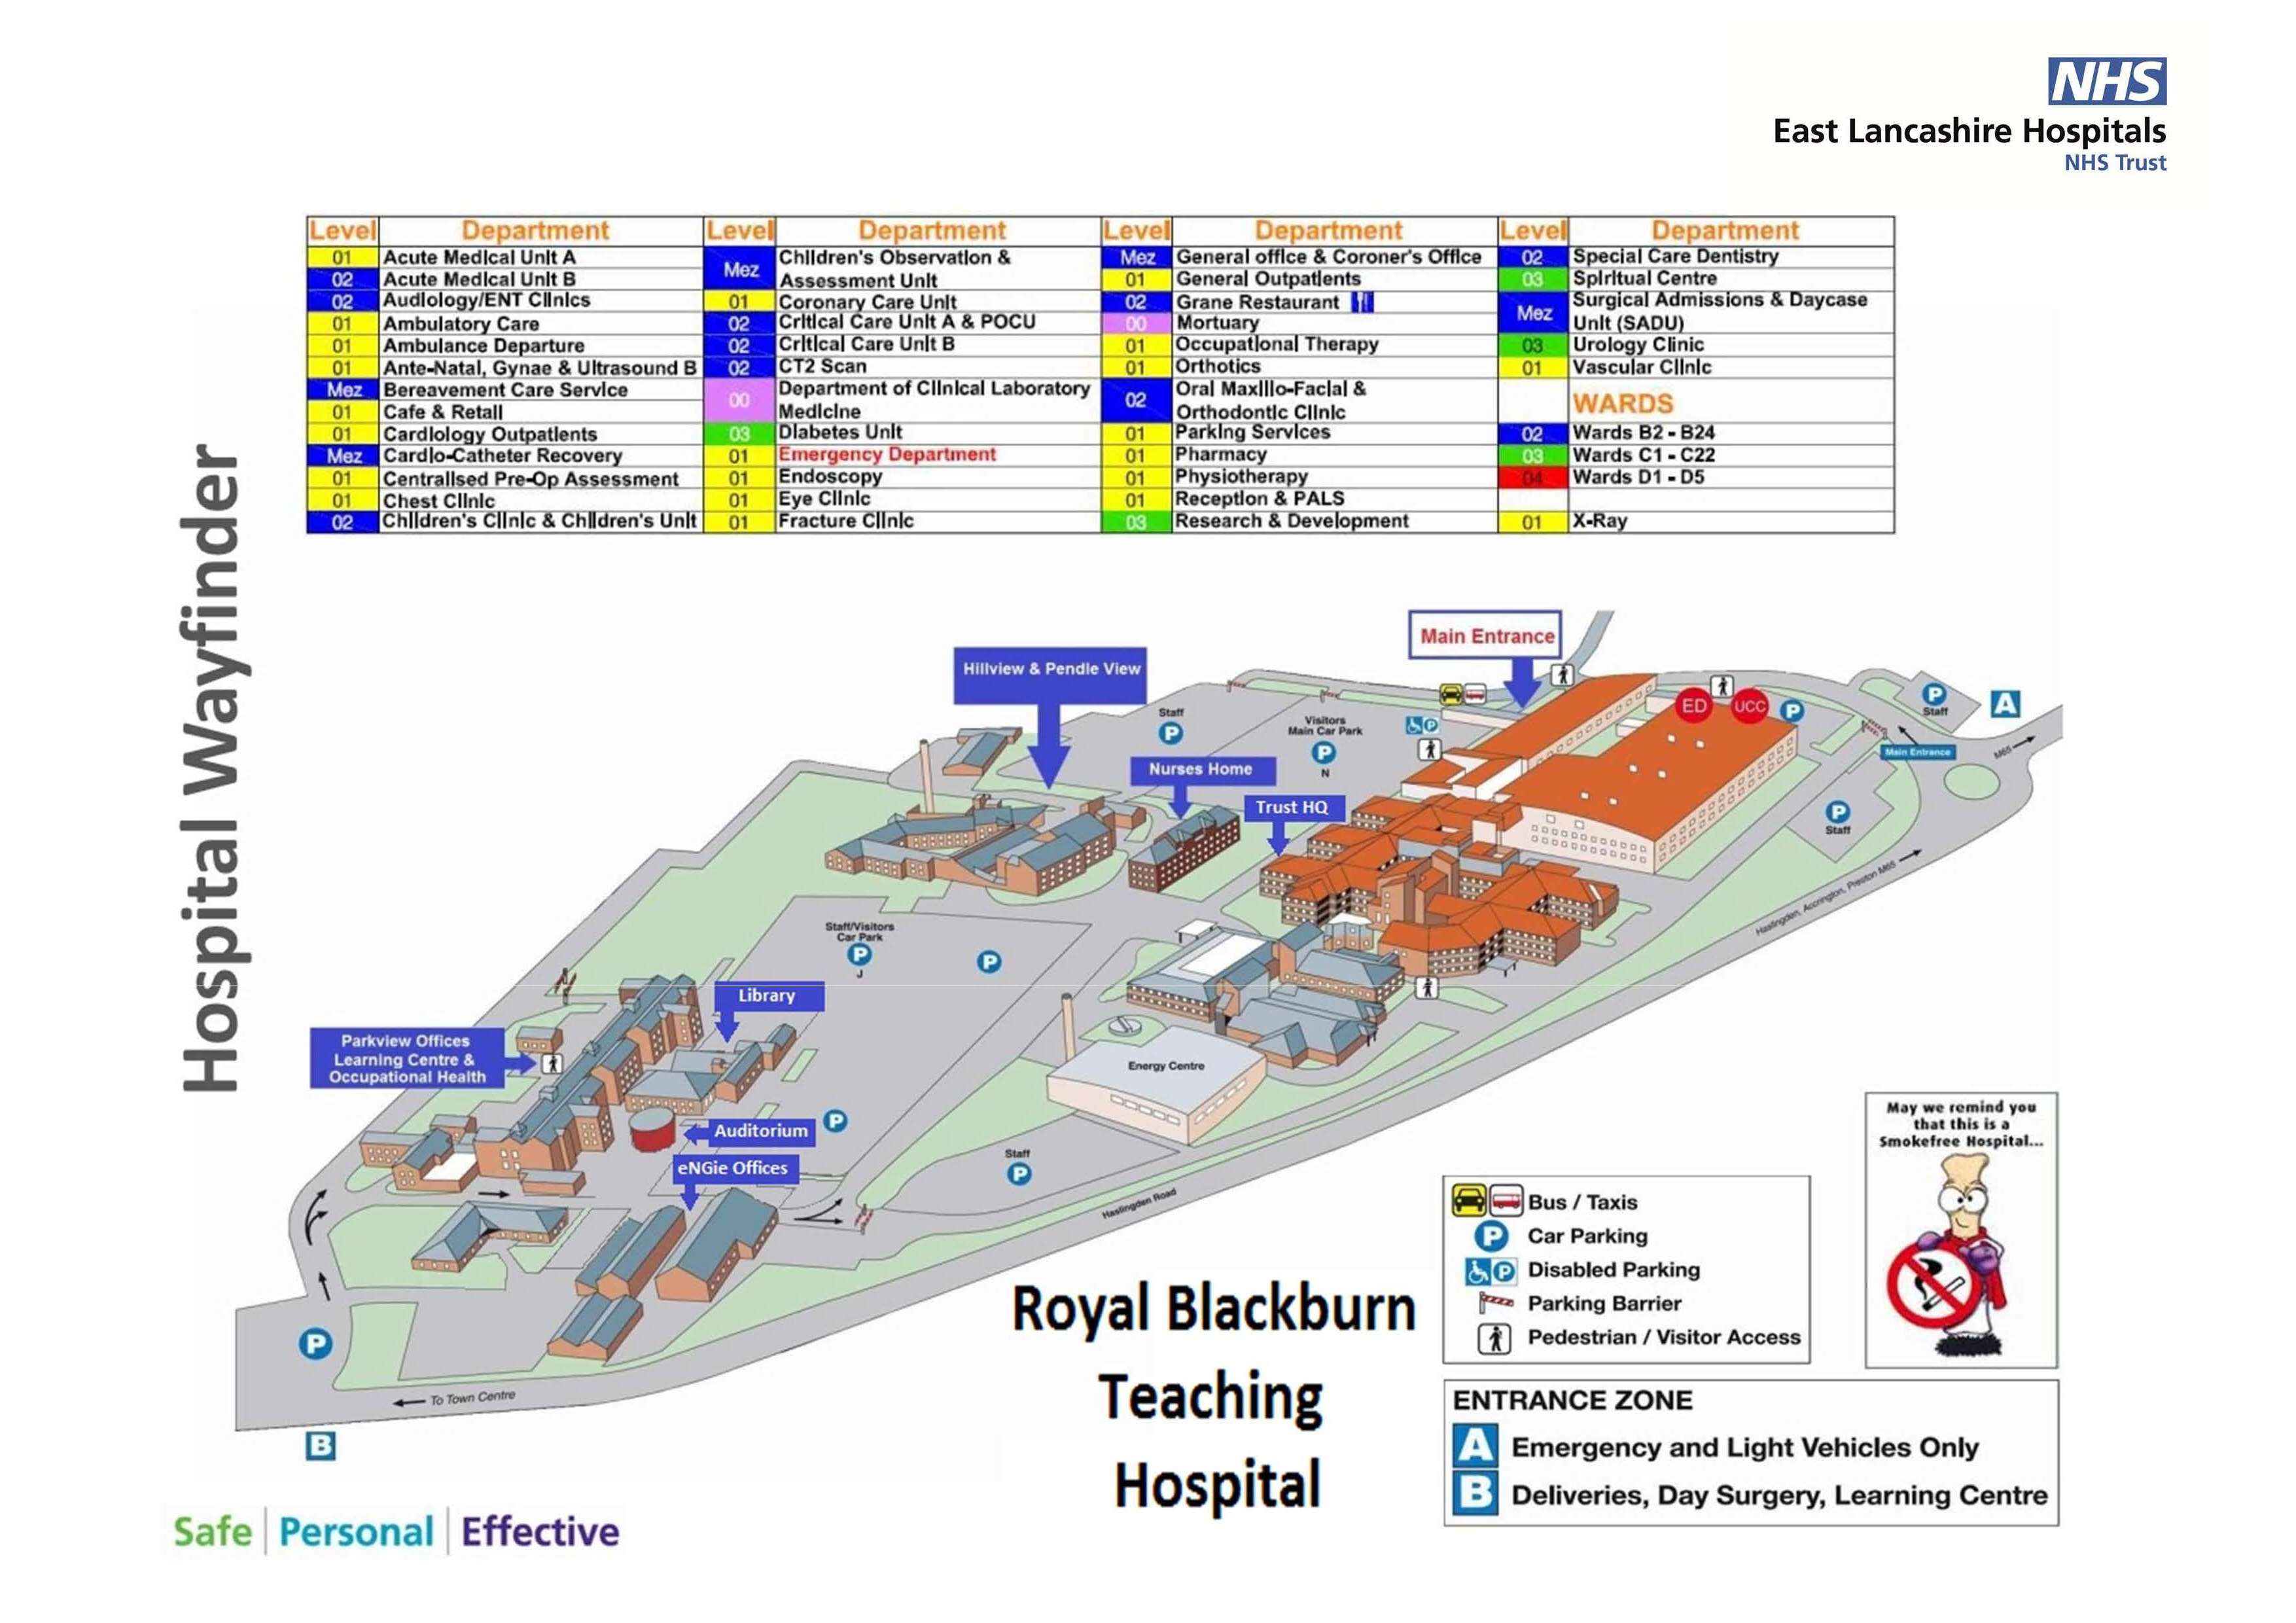 NHS
East Lancashire Hospitals
NHS Trust
Hospital Wayfinder
Level Department
01 Acute Medical Unit A
02 Acute Medical Unit B
02 Audiology/ENT Clinics
01 Ambulatory Care
01 Ambulance Departure
01 Ante-Natal, Gynae & Ultrasound B
Mez Bereavement Care Service
01 Cafe & Retail
01 Cardiology Outpatients
Mez Cardio-Catheter Recovery
01 Centralised Pre-Op Assessment
01 Chest Clinic
02 Children's Clinic & Children's Unit
Level Department
Mez Children's Observation &
Assessment Unit
01 Coronary Care Unit
02 Critical Care Unit A & POCU
02 Critical Care Unit B
02 CT2 Scan
00 Department of Clinical Laboratory
Medicine
03 Diabetes Unit
01 Emergency Department
01 Endoscopy
01 Eye Clinic
01 Fracture Clinic
Level Department
Mez General office & Coroner's Office
01 General Outpatients
02 Grane Restaurant
00 Mortuary
01 Occupational Therapy
01 Orthotics
02 Oral Maxillo-Facial &
Orthodontic Clinic
01 Parking Services
01 Pharmacy
01 Physiotherapy
01 Reception & PALS
03 Research & Development
Level Department
02 Special Care Dentistry
03 Spiritual Centre
Mez Surgical Admissions & Daycase
Unit (SADU)
03 Urology Clinic
01 Vascular Clinic
WARDS
02 Wards B2 - B24
03 Wards C1 - C22
04 Wards D1 - D5
01 X-Ray
Main Entrance
Hillview & Pendle View
ED
UCC
P
P
Staff
A
Main Entrance
M65
Staff
P
Visitors
Main Car Park
P
N
P
Nurses Home
Trust HQ
P
Staff
Haslingden, Accrington, Preston M65
Staff/Visitors
Car Park
P
J
P
Library
Parkview Offices
Learning Centre &
Occupational Health
Energy Centre
Auditorium
P
eNGie Offices
Staff
P
Haslingden Road
P
To Town Centre
B
Royal Blackburn
Teaching
Hospital
May we remind you
that this is a
Smokefree Hospital...
Bus / Taxis
P Car Parking
P Disabled Parking
Parking Barrier
Pedestrian / Visitor Access
ENTRANCE ZONE
A Emergency and Light Vehicles Only
B Deliveries, Day Surgery, Learning Centre
Safe | Personal | Effective